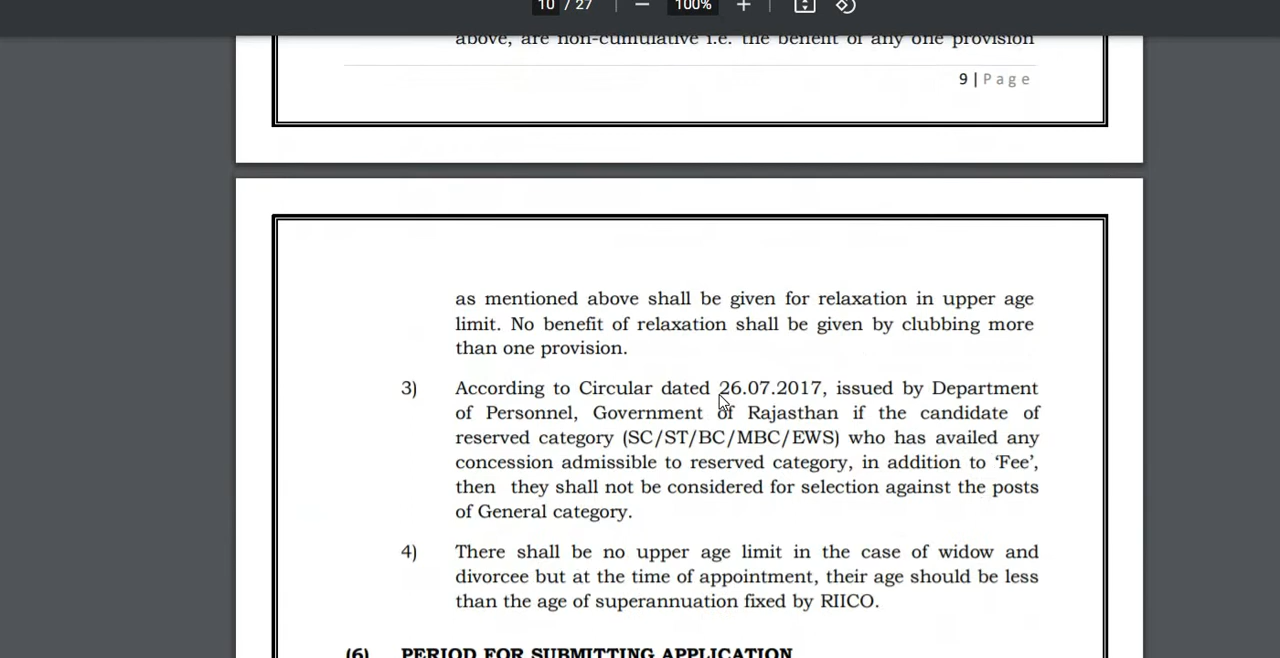 10 / 27 — 100% +
above, are non-cumulative i.e. the benefit of any one provision
9 | Page
as mentioned above shall be given for relaxation in upper age
limit. No benefit of relaxation shall be given by clubbing more
than one provision.
3) According to Circular dated 26.07.2017, issued by Department
of Personnel, Government of Rajasthan if the candidate of
reserved category (SC/ST/BC/MBC/EWS) who has availed any
concession admissible to reserved category, in addition to ‘Fee’,
then they shall not be considered for selection against the posts
of General category.
4) There shall be no upper age limit in the case of widow and
divorcee but at the time of appointment, their age should be less
than the age of superannuation fixed by RIICO.
(6) PERIOD FOR SUBMITTING APPLICATION